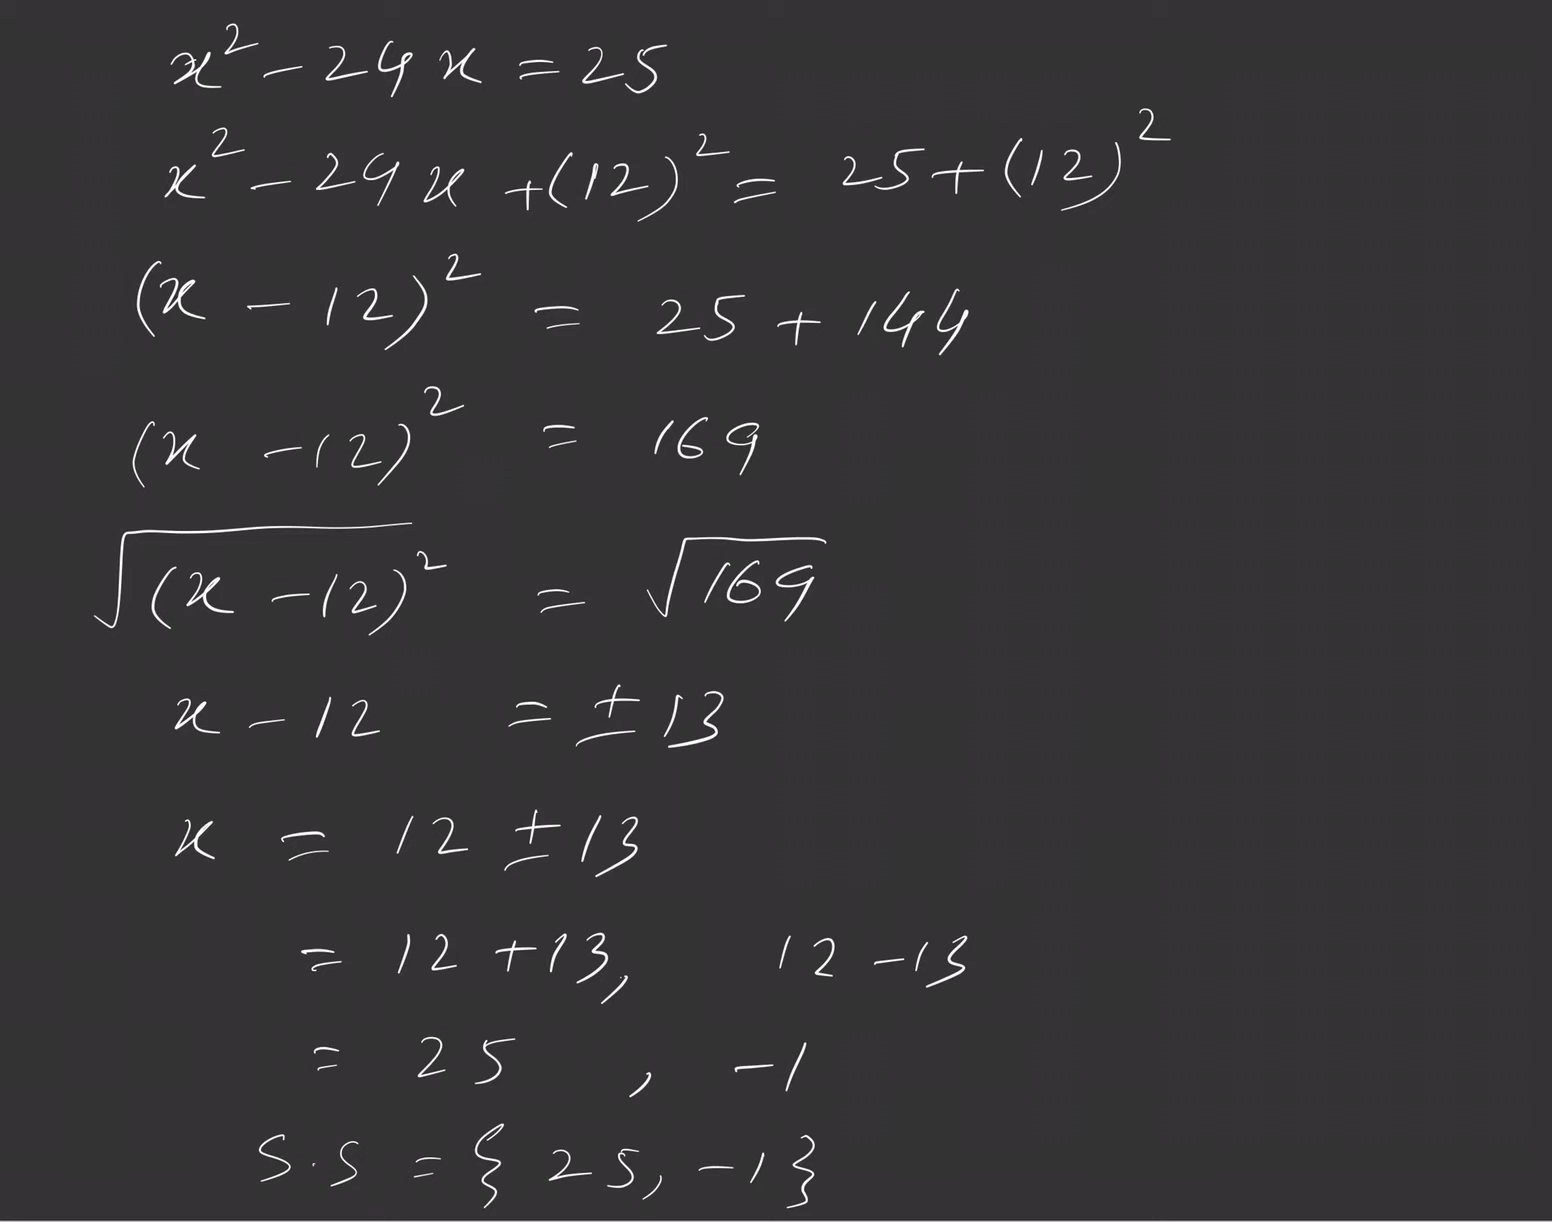 x² - 24x = 25
x² - 24x + (12)² = 25 + (12)²
(x - 12)² = 25 + 144
(x - 12)² = 169
√(x - 12)² = √169
x - 12 = ± 13
x = 12 ± 13
= 12 + 13, 12 - 13
= 25 , -1
S.S = { 25, -1 }